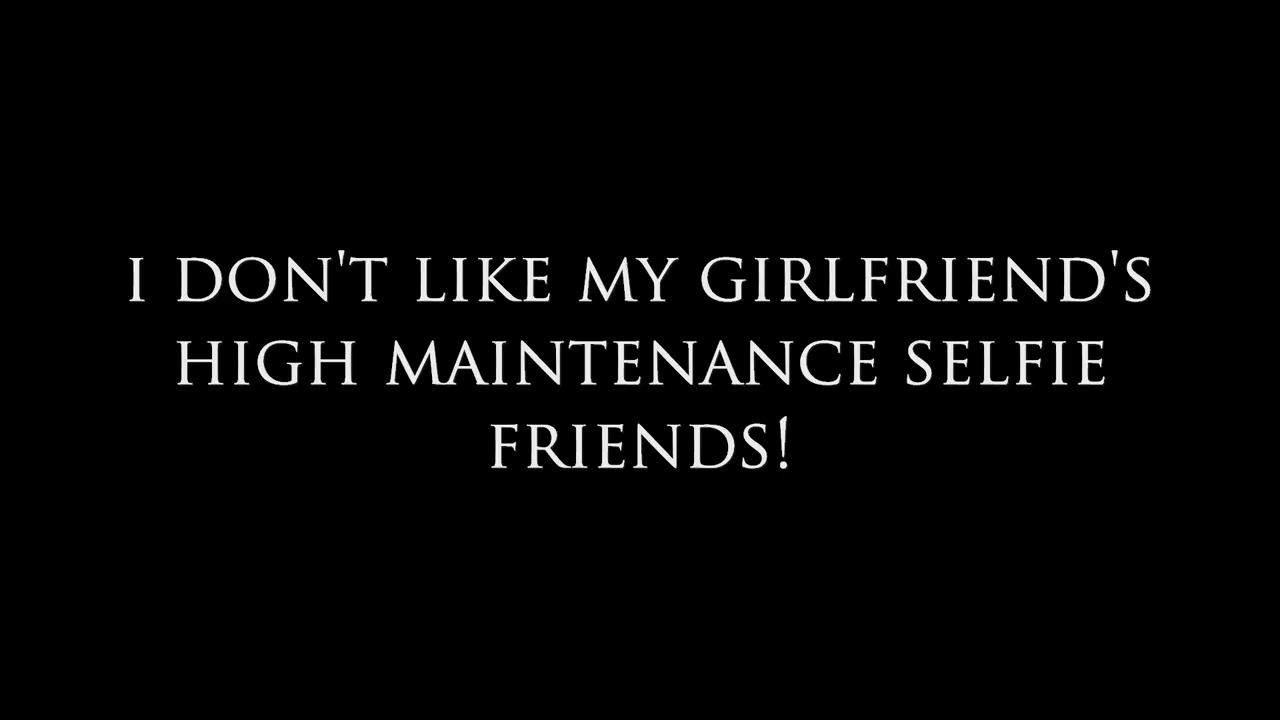 I DON'T LIKE MY GIRLFRIEND'S
HIGH MAINTENANCE SELFIE
FRIENDS!